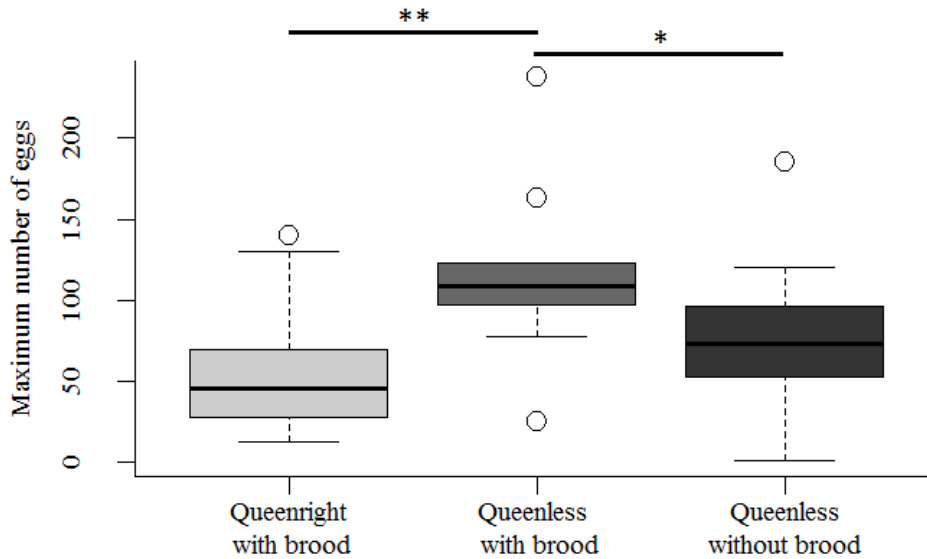 **
*
Maximum number of eggs
200
150
100
50
0
Queenright
with brood
Queenless
with brood
Queenless
without brood